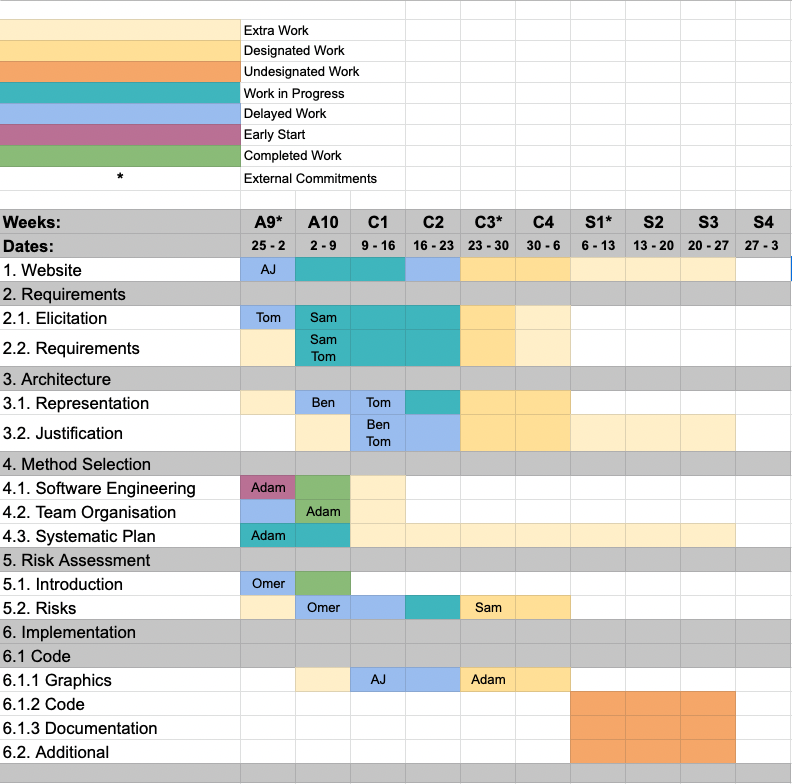 Extra Work
Designated Work
Undesignated Work
Work in Progress
Delayed Work
Early Start
Completed Work
* External Commitments
Weeks: A9* A10 C1 C2 C3* C4 S1* S2 S3 S4
Dates: 25 - 2 2 - 9 9 - 16 16 - 23 23 - 30 30 - 6 6 - 13 13 - 20 20 - 27 27 - 3
1. Website AJ
2. Requirements
2.1. Elicitation Tom Sam
2.2. Requirements Sam
Tom
3. Architecture
3.1. Representation Ben Tom
3.2. Justification Ben
Tom
4. Method Selection
4.1. Software Engineering Adam
4.2. Team Organisation Adam
4.3. Systematic Plan Adam
5. Risk Assessment
5.1. Introduction Omer
5.2. Risks Omer Sam
6. Implementation
6.1 Code
6.1.1 Graphics AJ Adam
6.1.2 Code
6.1.3 Documentation
6.2. Additional